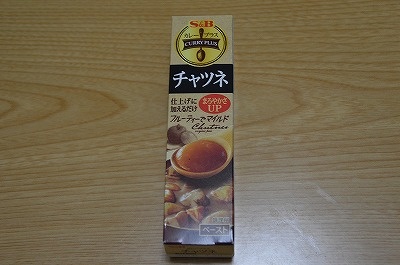 S&B
カレープラス
CURRY PLUS
チャツネ
仕上げに
加えるだけ
まろやかさ
UP
フルーティーでマイルド
Chutney
ペースト